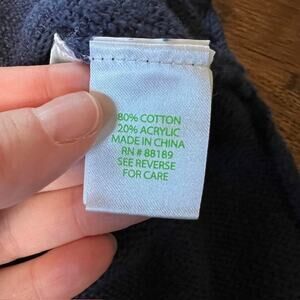 80% COTTON
20% ACRYLIC
MADE IN CHINA
RN # 88189
SEE REVERSE
FOR CARE